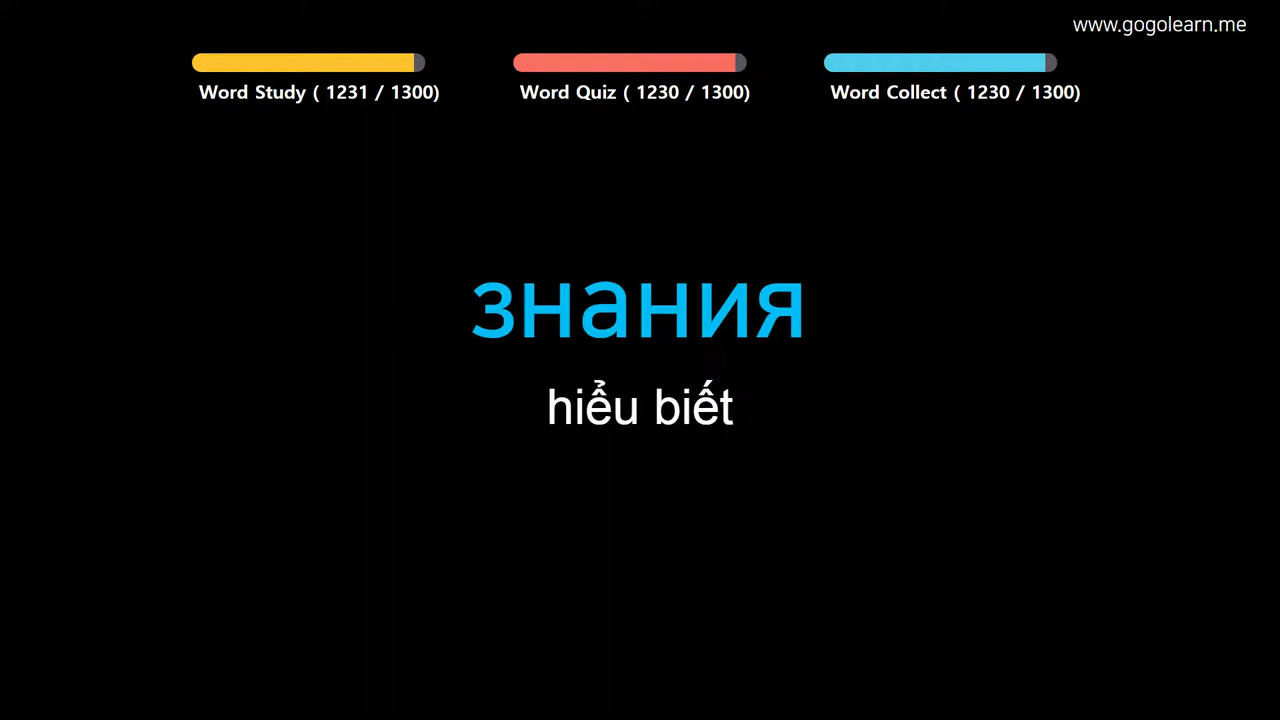 www.gogolearn.me
Word Study ( 1231 / 1300)
Word Quiz ( 1230 / 1300)
Word Collect ( 1230 / 1300)
знания
hiểu biết